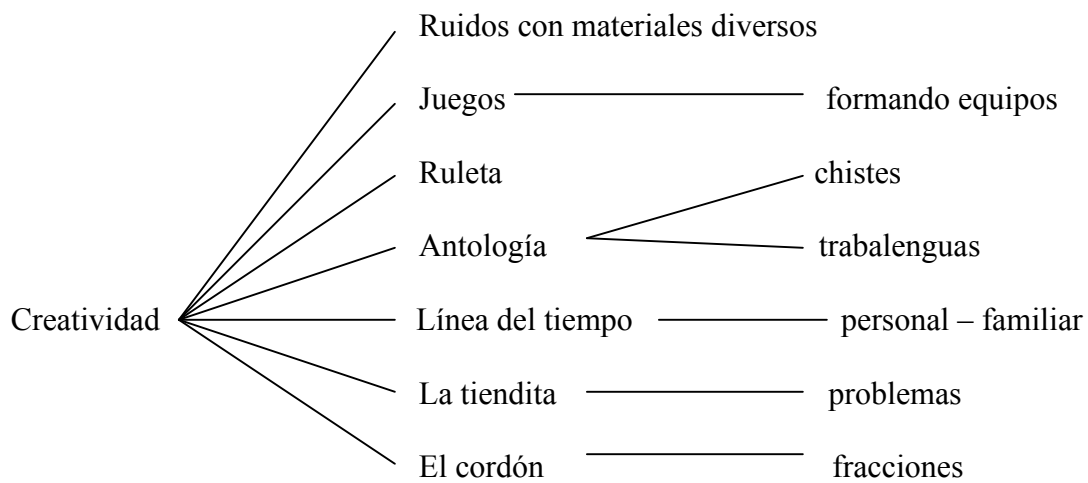 Ruidos con materiales diversos
Juegos formando equipos
Ruleta chistes
Antología trabalenguas
Creatividad Línea del tiempo personal – familiar
La tiendita problemas
El cordón fracciones